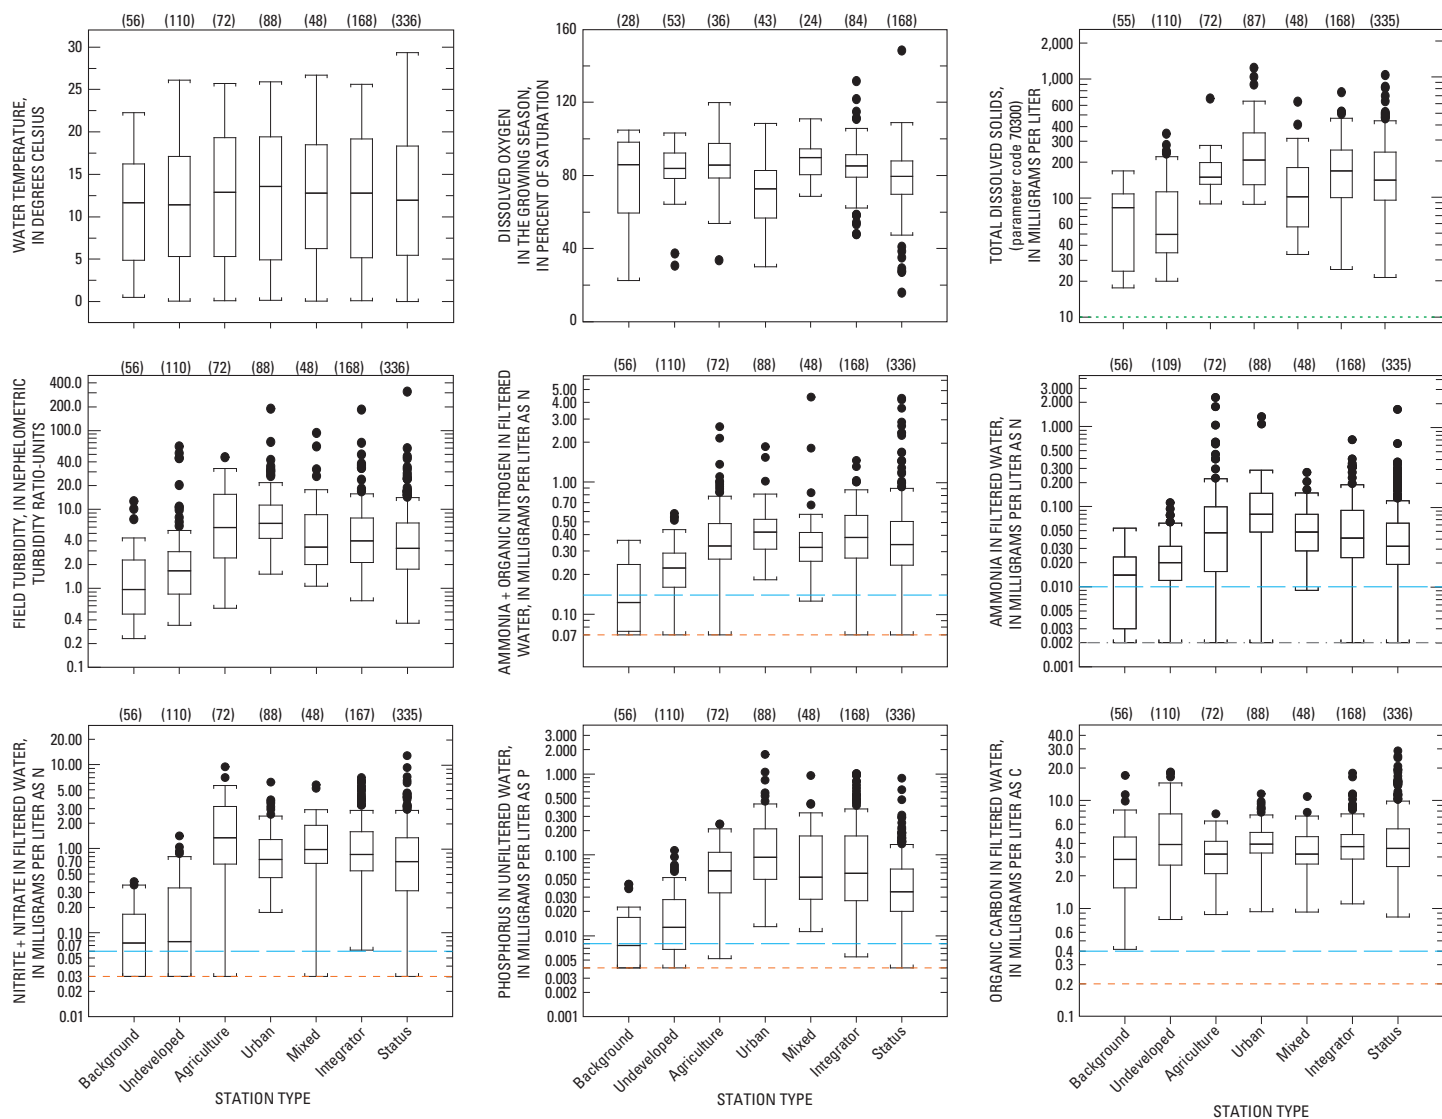 (56) (110) (72) (88) (48) (168) (336)
WATER TEMPERATURE,
IN DEGREES CELSIUS
30
25
20
15
10
5
0
(28) (53) (36) (43) (24) (84) (168)
DISSOLVED OXYGEN
IN THE GROWING SEASON,
IN PERCENT OF SATURATION
160
120
80
40
0
(55) (110) (72) (87) (48) (168) (335)
TOTAL DISSOLVED SOLIDS,
(parameter code 70300)
IN MILLIGRAMS PER LITER
2,000
1,000
600
400
300
200
100
60
40
30
20
10
(56) (110) (72) (88) (48) (168) (336)
FIELD TURBIDITY, IN NEPHELOMETRIC
TURBIDITY RATIO-UNITS
400.0
200.0
100.0
40.0
20.0
10.0
4.0
2.0
1.0
0.4
0.2
0.1
(56) (110) (72) (88) (48) (168) (336)
AMMONIA + ORGANIC NITROGEN IN FILTERED
WATER, IN MILLIGRAMS PER LITER AS N
5.00
3.00
2.00
1.00
0.70
0.50
0.30
0.20
0.10
0.07
(56) (109) (72) (88) (48) (168) (335)
AMMONIA IN FILTERED WATER,
IN MILLIGRAMS PER LITER AS N
3.000
2.000
1.000
0.500
0.300
0.200
0.100
0.050
0.030
0.020
0.010
0.005
0.003
0.002
0.001
(56) (110) (72) (88) (48) (167) (335)
NITRITE + NITRATE IN FILTERED WATER,
IN MILLIGRAMS PER LITER AS N
20.00
10.00
5.00
3.00
2.00
1.00
0.70
0.50
0.30
0.20
0.10
0.07
0.05
0.03
0.02
0.01
Background
Undeveloped
Agriculture
Urban
Mixed
Integrator
Status
STATION TYPE
(56) (110) (72) (88) (48) (168) (336)
PHOSPHORUS IN UNFILTERED WATER,
IN MILLIGRAMS PER LITER AS P
3.000
2.000
1.000
0.500
0.300
0.200
0.100
0.050
0.030
0.020
0.010
0.005
0.003
0.002
0.001
Background
Undeveloped
Agriculture
Urban
Mixed
Integrator
Status
STATION TYPE
(56) (110) (72) (88) (48) (168) (336)
ORGANIC CARBON IN FILTERED WATER,
IN MILLIGRAMS PER LITER AS C
40.0
20.0
10.0
6.0
4.0
3.0
2.0
1.0
0.6
0.4
0.3
0.2
0.1
Background
Undeveloped
Agriculture
Urban
Mixed
Integrator
Status
STATION TYPE